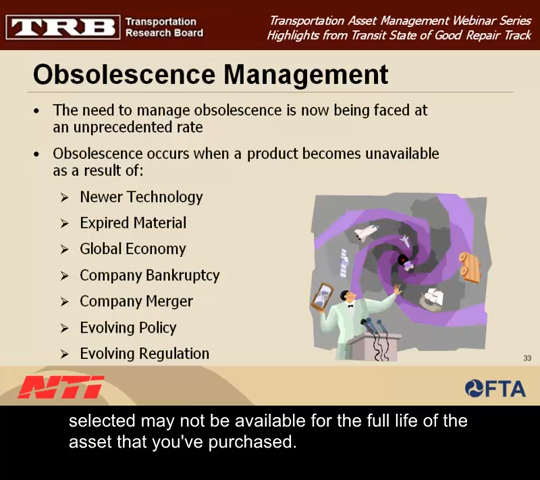 TRB
Transportation
Research Board
Transportation Asset Management Webinar Series
Highlights from Transit State of Good Repair Track
Obsolescence Management
• The need to manage obsolescence is now being faced at
an unprecedented rate
• Obsolescence occurs when a product becomes unavailable
as a result of:
➢ Newer Technology
➢ Expired Material
➢ Global Economy
➢ Company Bankruptcy
➢ Company Merger
➢ Evolving Policy
➢ Evolving Regulation
33
NTI
FTA
selected may not be available for the full life of the
asset that you've purchased.